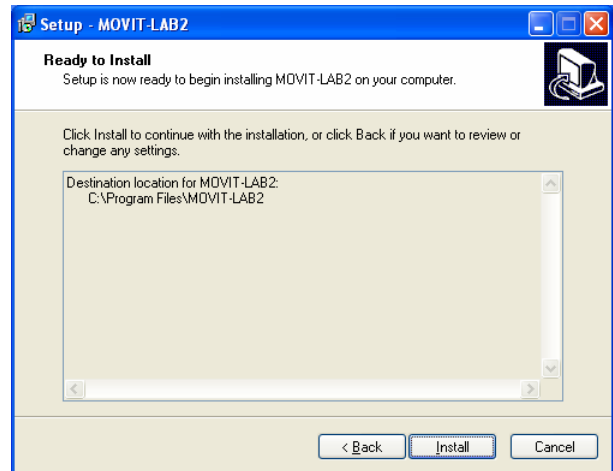 Setup - MOVIT-LAB2
Ready to Install
Setup is now ready to begin installing MOVIT-LAB2 on your computer.
Click Install to continue with the installation, or click Back if you want to review or
change any settings.
Destination location for MOVIT-LAB2:
C:\Program Files\MOVIT-LAB2
< Back
Install
Cancel